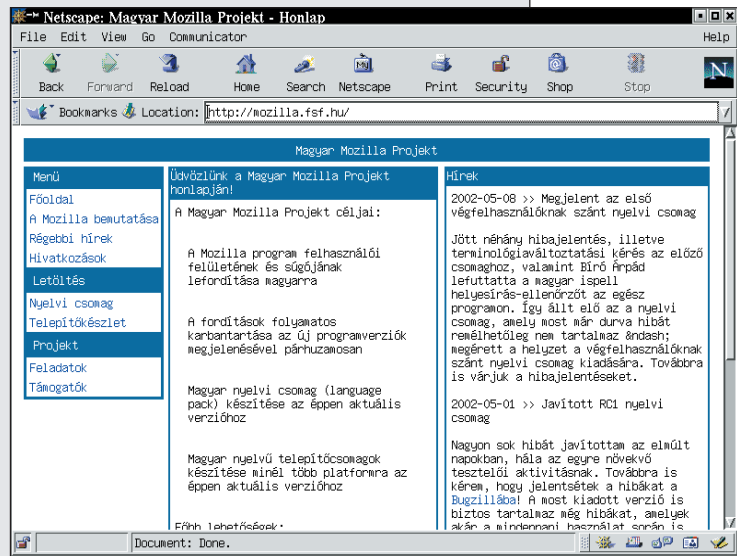 Netscape: Magyar Mozilla Projekt - Honlap
File Edit View Go Communicator Help
My
N
Back Forward Reload Home Search Netscape Print Security Shop Stop
Bookmarks Location: http://mozilla.fsf.hu/
Magyar Mozilla Projekt
Menü
Főoldal
A Mozilla bemutatása
Régebbi hírek
Hivatkozások
Letöltés
Nyelvi csomag
Telepítőkészlet
Projekt
Feladatok
Támogatók
Üdvözlünk a Magyar Mozilla Projekt
honlapján!
A Magyar Mozilla Projekt céljai:
A Mozilla program felhasználói
felületének és súgójának
lefordítása magyarra
A fordítások folyamatos
karbantartása az új programverziók
megjelenésével párhuzamosan
Magyar nyelvi csomag (language
pack) készítése az éppen aktuális
verzióhoz
Magyar nyelvű telepítőcsomagok
készítése minél több platformra az
éppen aktuális verzióhoz
Főbb lehetőségek:
Hírek
2002-05-08 >> Megjelent az első
végfelhasználóknak szánt nyelvi csomag
Jött néhány hibajelentés, illetve
terminológiaváltoztatási kérés az előző
csomaghoz, valamint Bíró Árpád
lefuttatta a magyar ispell
helyesírás-ellenőrzőt az egész
programon. Így állt elő az a nyelvi
csomag, amely most már durva hibát
remélhetőleg nem tartalmaz &ndash;
megérett a helyzet a végfelhasználóknak
szánt nyelvi csomag kiadására. Továbbra
is várjuk a hibajelentéseket.
2002-05-01 >> Javított RC1 nyelvi
csomag
Nagyon sok hibát javítottam az elmúlt
napokban, hála az egyre növekvő
tesztelői aktivitásnak. Továbbra is
kérem, hogy jelentsétek a hibákat a
Bugzillába! A most kiadott verzió is
biztos tartalmaz még hibákat, amelyek
akár a mindennapi használat során is
Document: Done.